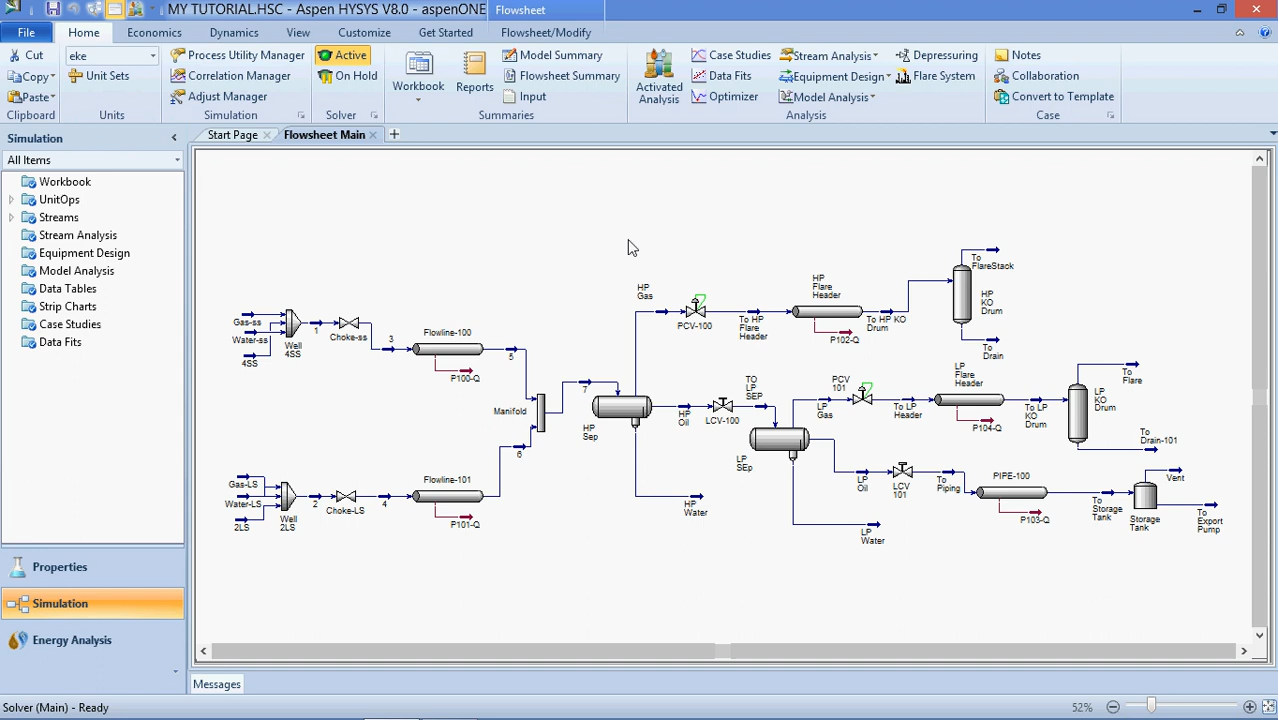 MY TUTORIAL.HSC - Aspen HYSYS V8.0 - aspenONE
Flowsheet
File
Home
Economics
Dynamics
View
Customize
Get Started
Flowsheet/Modify
Cut
Copy
Paste
Clipboard
eke
Unit Sets
Units
Process Utility Manager
Correlation Manager
Adjust Manager
Simulation
Active
On Hold
Solver
Workbook
Reports
Model Summary
Flowsheet Summary
Input
Summaries
Activated
Analysis
Case Studies
Data Fits
Optimizer
Stream Analysis
Equipment Design
Model Analysis
Depressuring
Flare System
Analysis
Notes
Collaboration
Convert to Template
Case
Simulation
All Items
Workbook
UnitOps
Streams
Stream Analysis
Equipment Design
Model Analysis
Data Tables
Strip Charts
Case Studies
Data Fits
Properties
Simulation
Energy Analysis
Start Page
Flowsheet Main
Gas-ss
Water-ss
4SS
Well
4SS
1
Choke-ss
3
Flowline-100
P100-Q
5
Gas-LS
Water-LS
2LS
Well
2LS
2
Choke-LS
4
Flowline-101
P101-Q
6
Manifold
7
HP
Sep
HP
Gas
PCV-100
To HP
Flare
Header
HP
Flare
Header
P102-Q
To HP KO
Drum
To
FlareStack
HP
KO
Drum
To
Drain
HP
Oil
LCV-100
TO
LP
SEP
HP
Water
LP
SEp
LP
Gas
PCV
101
To LP
Header
LP
Flare
Header
P104-Q
To LP
KO
Drum
To
Flare
LP
KO
Drum
To
Drain-101
LP
Oil
LCV
101
To
Piping
PIPE-100
P103-Q
To
Storage
Tank
Storage
Tank
Vent
To
Export
Pump
LP
Water
Messages
Solver (Main) - Ready
52%